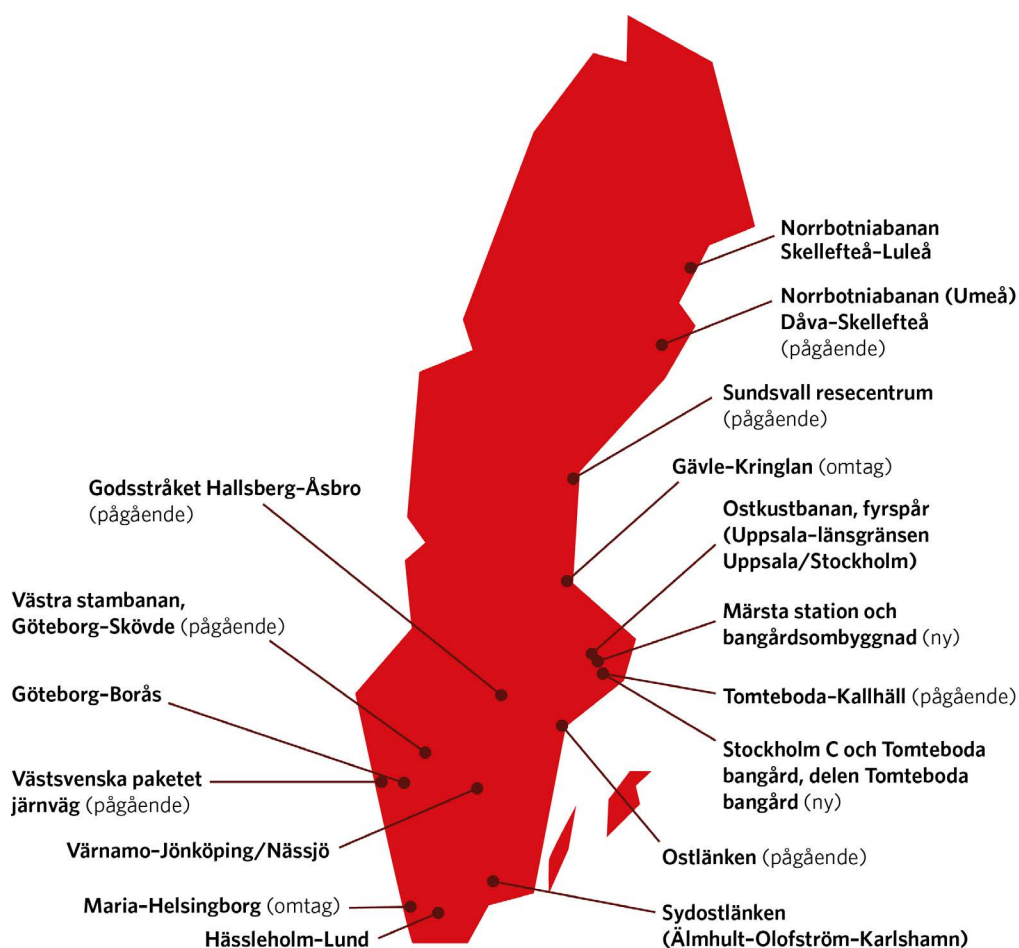 Norrbotniabanan
Skellefteå–Luleå
Norrbotniabanan (Umeå)
Dåva–Skellefteå
(pågående)
Sundsvall resecentrum
(pågående)
Gävle–Kringlan (omtag)
Ostkustbanan, fyrspår
(Uppsala–länsgränsen
Uppsala/Stockholm)
Märsta station och
bangårdsombyggnad (ny)
Tomteboda–Kallhäll (pågående)
Stockholm C och Tomteboda
bangård, delen Tomteboda
bangård (ny)
Ostlänken (pågående)
Sydostlänken
(Älmhult–Olofström–Karlshamn)
Godsstråket Hallsberg–Åsbro
(pågående)
Västra stambanan,
Göteborg–Skövde (pågående)
Göteborg–Borås
Västsvenska paketet
järnväg (pågående)
Värnamo–Jönköping/Nässjö
Maria–Helsingborg (omtag)
Hässleholm–Lund